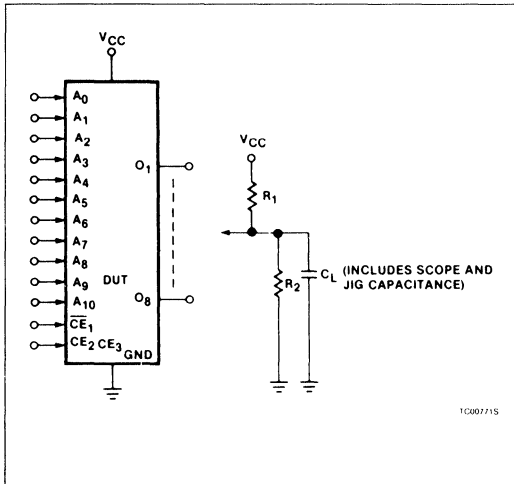 VCC
A0
A1
A2
A3
A4
A5
A6
A7
A8
A9
A10
CE1
CE2 CE3
GND
DUT
O1
O8
VCC
R1
R2
CL (INCLUDES SCOPE AND
JIG CAPACITANCE)
TC00771S